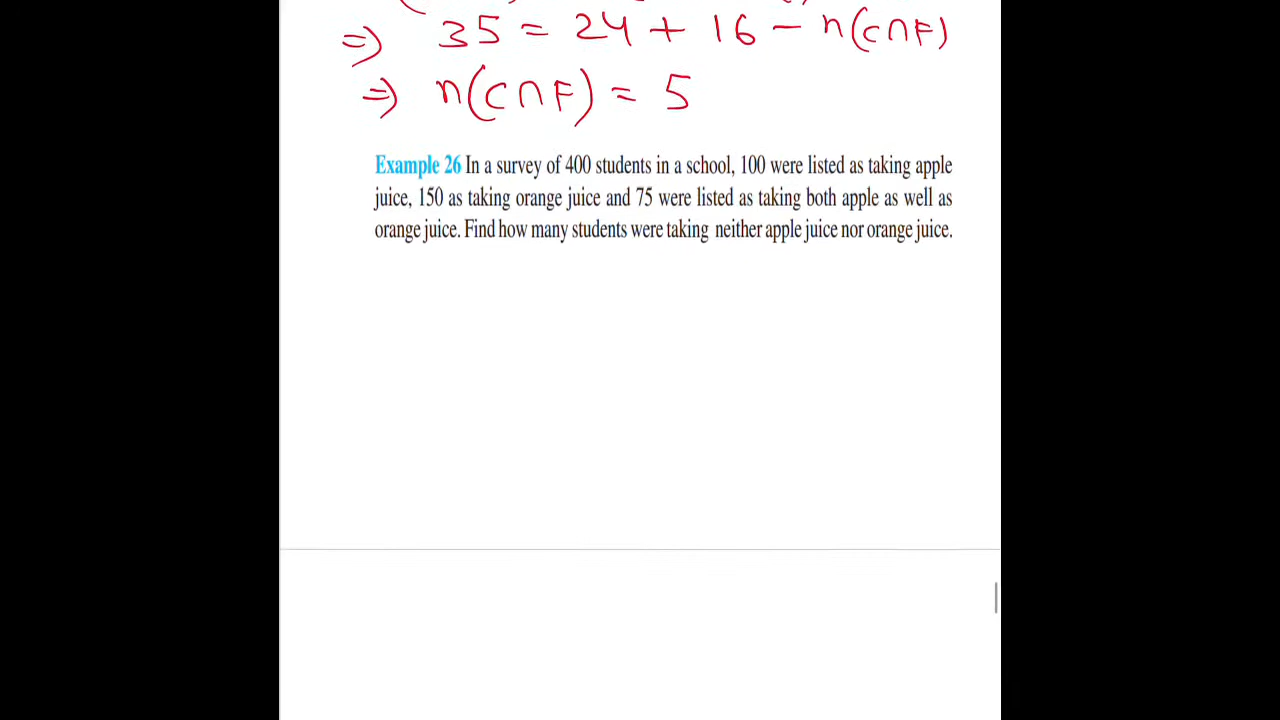 ⇒ 35 = 24 + 16 − n(C∩F)
⇒ n(C∩F) = 5
Example 26 In a survey of 400 students in a school, 100 were listed as taking apple
juice, 150 as taking orange juice and 75 were listed as taking both apple as well as
orange juice. Find how many students were taking neither apple juice nor orange juice.